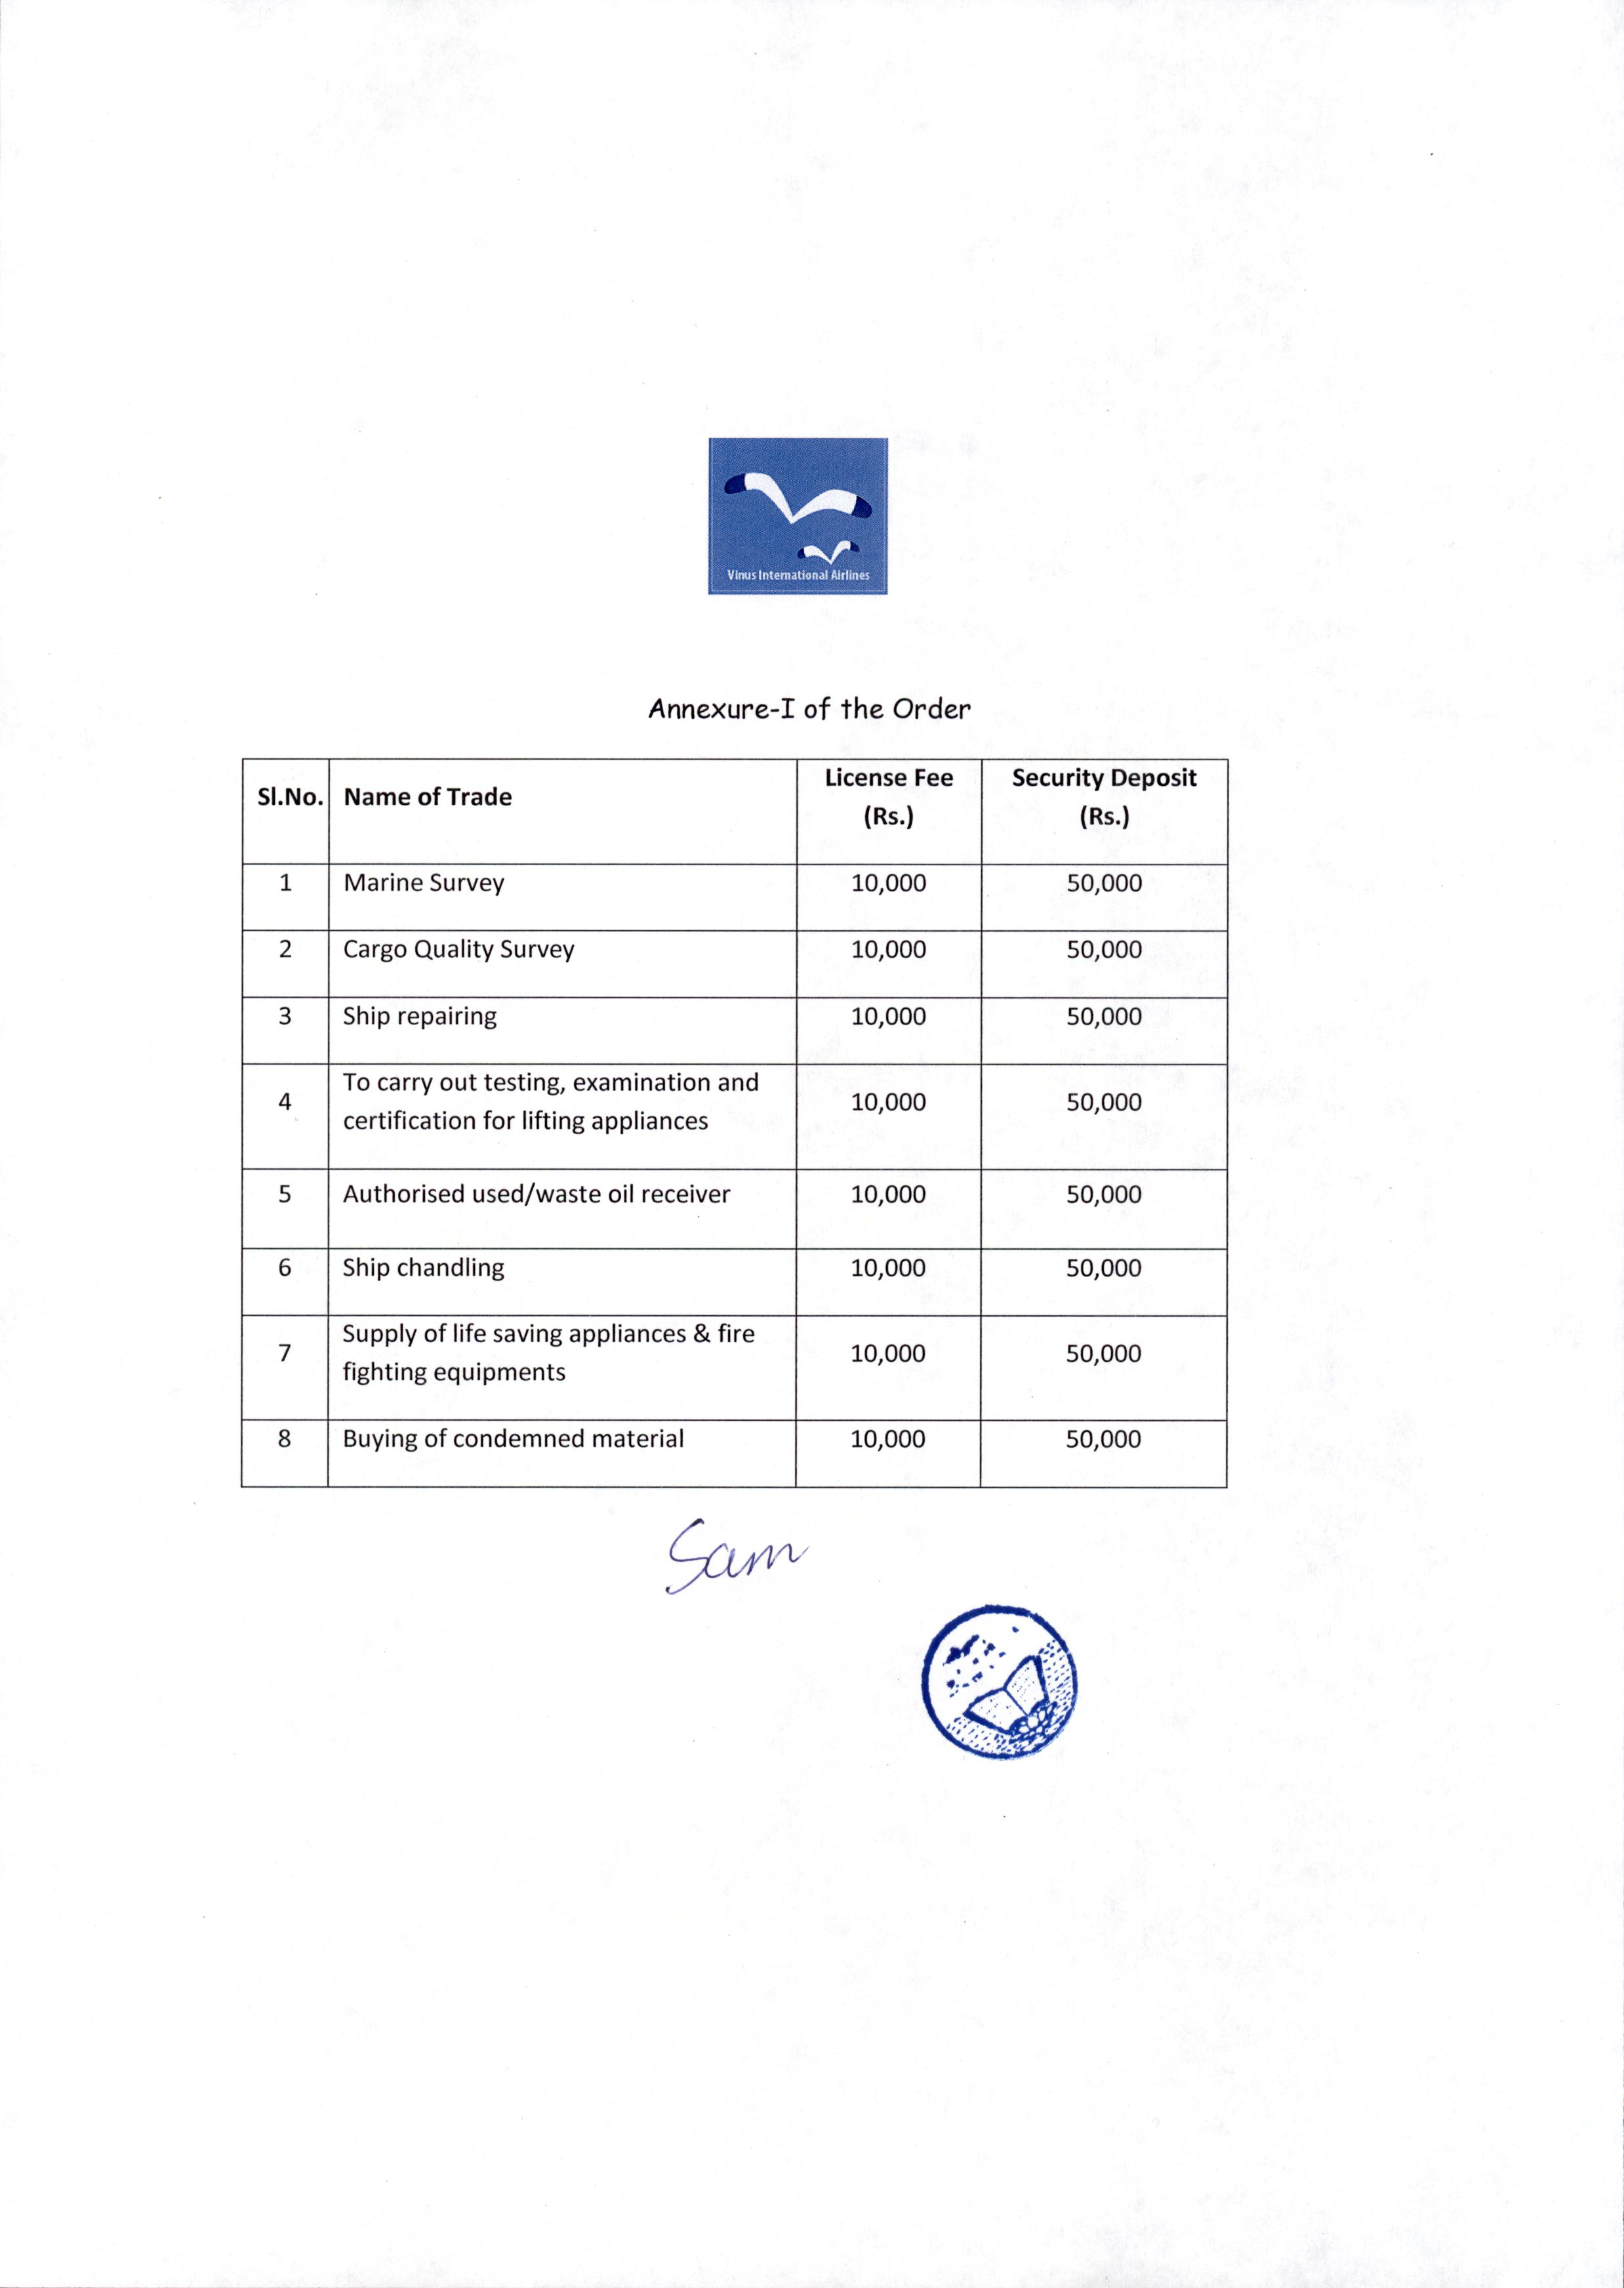 Vinus International Airlines
Annexure-I of the Order
Sl.No. Name of Trade License Fee (Rs.) Security Deposit (Rs.)
1 Marine Survey 10,000 50,000
2 Cargo Quality Survey 10,000 50,000
3 Ship repairing 10,000 50,000
4 To carry out testing, examination and
certification for lifting appliances 10,000 50,000
5 Authorised used/waste oil receiver 10,000 50,000
6 Ship chandling 10,000 50,000
7 Supply of life saving appliances & fire
fighting equipments 10,000 50,000
8 Buying of condemned material 10,000 50,000
Sam